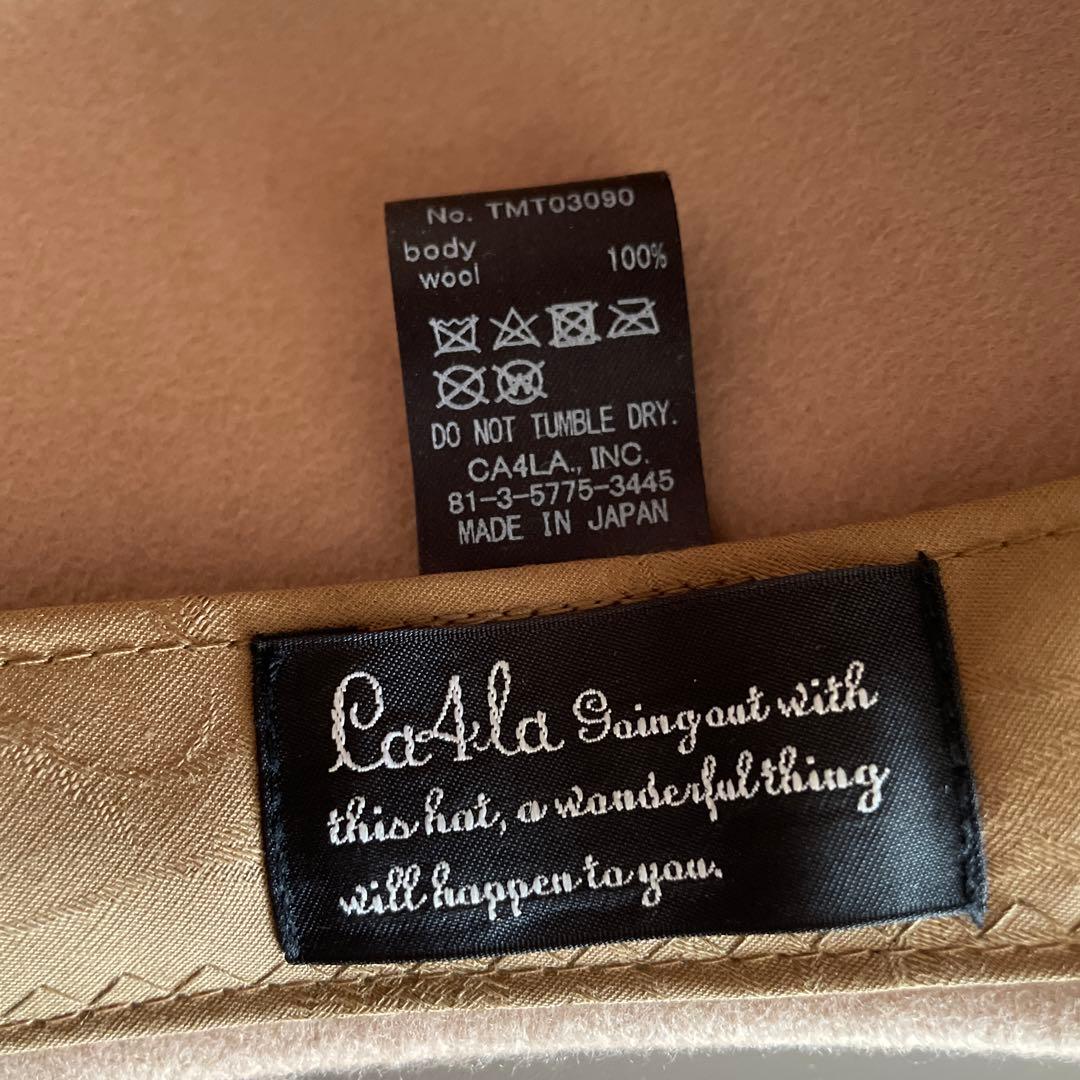 No. TMT03090
body
wool 100%
W
DO NOT TUMBLE DRY.
CA4LA., INC.
81-3-5775-3445
MADE IN JAPAN
Ca4la Going out with
this hat, a wonderful thing
will happen to you.